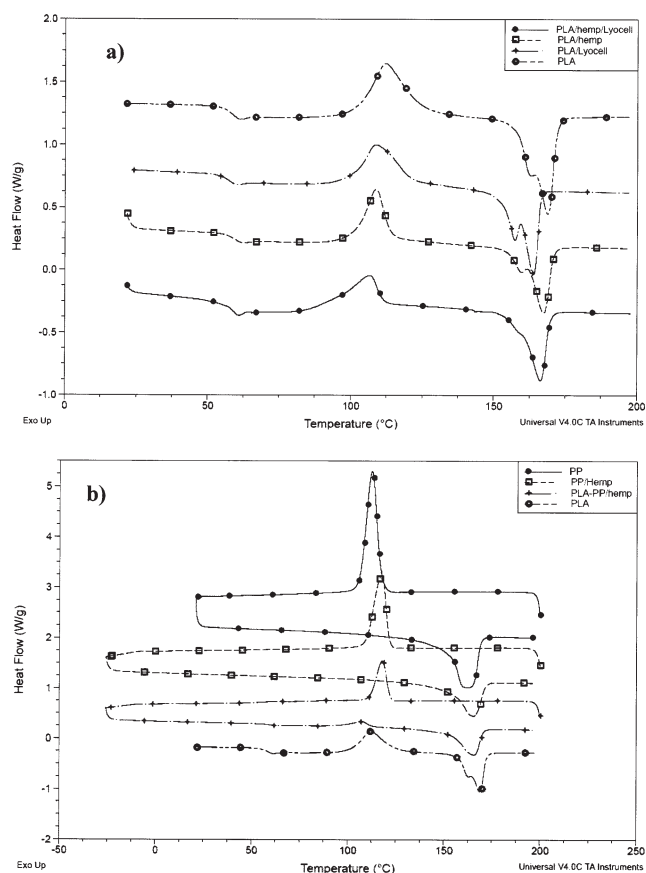 a)
PLA/hemp/Lyocell
PLA/hemp
PLA/Lyocell
PLA
2.0
1.5
1.0
0.5
0.0
-0.5
-1.0
Heat Flow (W/g)
0
50
100
150
200
Exo Up
Temperature (°C)
Universal V4.0C TA Instruments
b)
PP
PP/Hemp
PLA-PP/hemp
PLA
5
4
3
2
1
0
-1
-2
Heat Flow (W/g)
-50
0
50
100
150
200
250
Exo Up
Temperature (°C)
Universal V4.0C TA Instruments